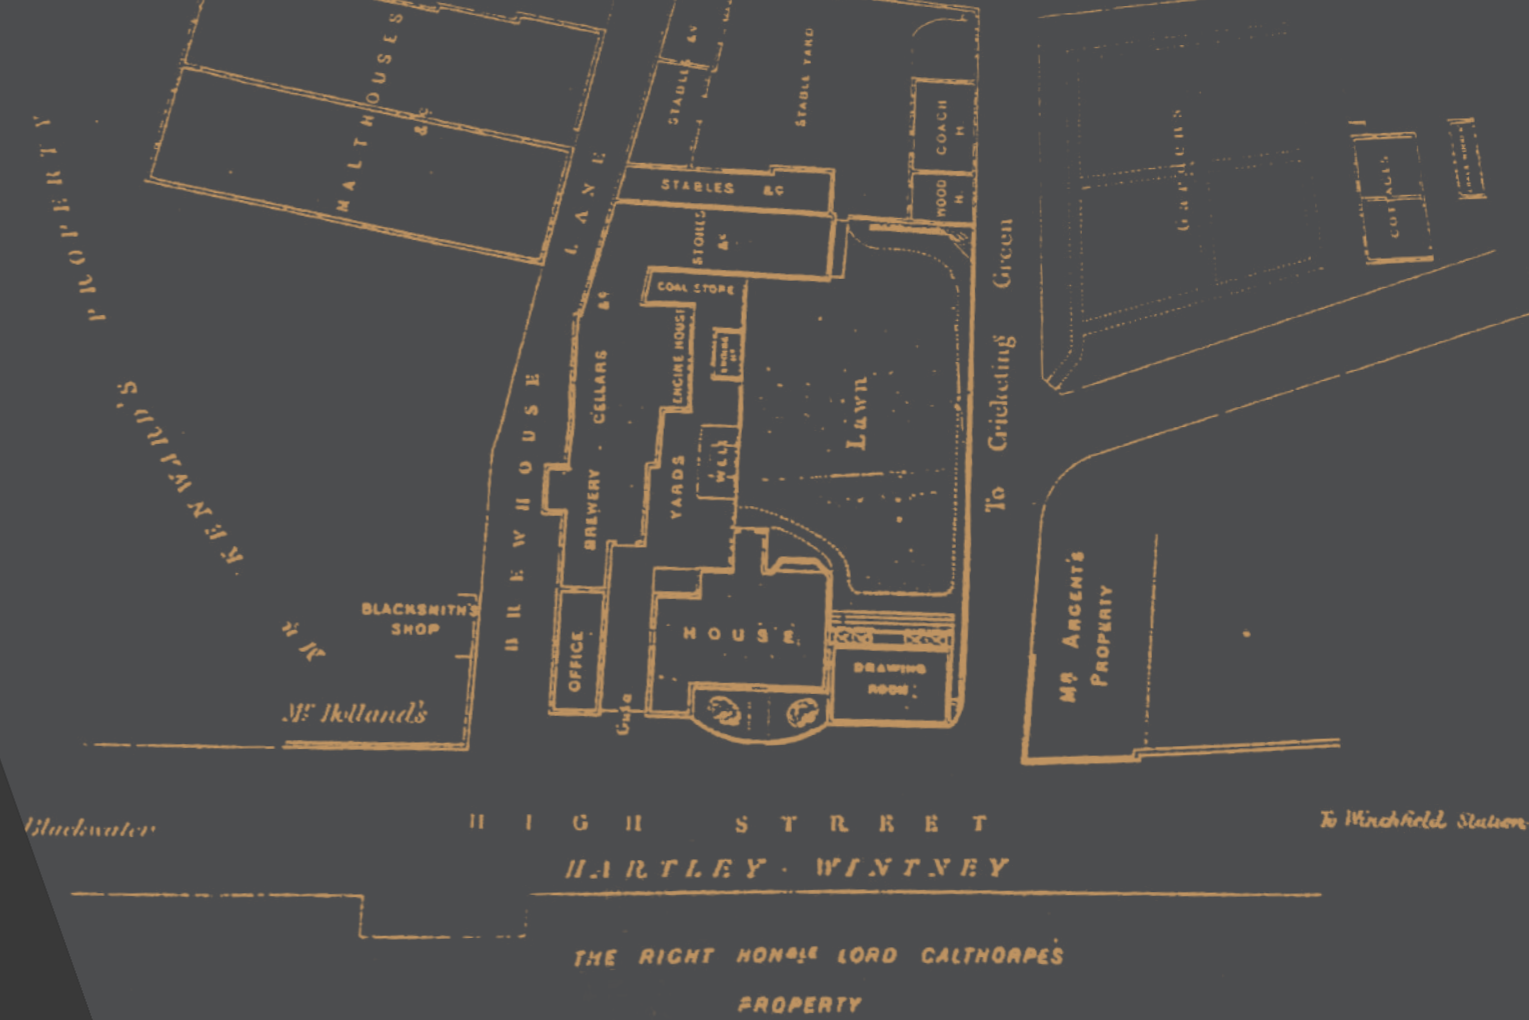 MALTHOUSES
&c
STABLES &c
STABLE YARD
COACH
H
WOOD
H.
STABLES &c
STORES
&c
COAL STORE
ENGINE HOUSE
BREWERY . CELLARS &c
YARDS
WELL
Lawn
To Cricketing Green
Gardens
COTTAGES
BREWHOUSE LANE
MR KENWARD'S PROPERTY
BLACKSMITH'S
SHOP
OFFICE
HOUSE
DRAWING
ROOM
Gate
Mr Holland's
MR ARGENT'S
PROPERTY
Blackwater
HIGH STREET
To Winchfield Station
HARTLEY - WINTNEY
THE RIGHT HONBLE LORD CALTHORPE'S
PROPERTY